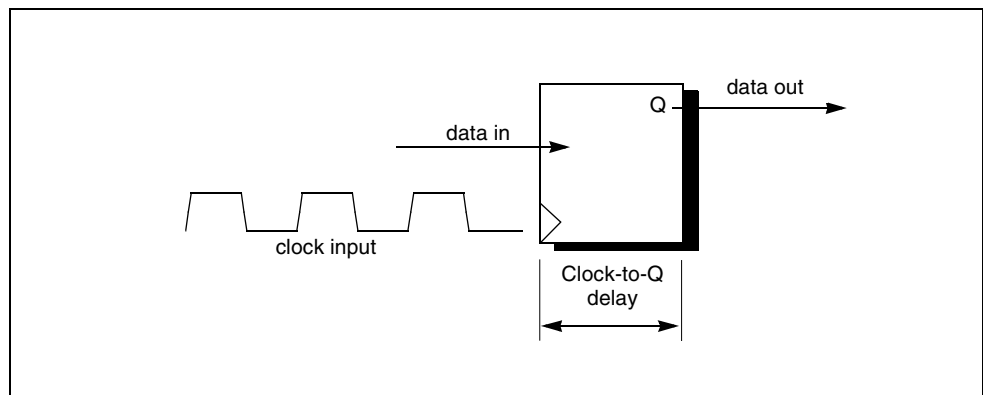 Q
data out
data in
clock input
Clock-to-Q
delay